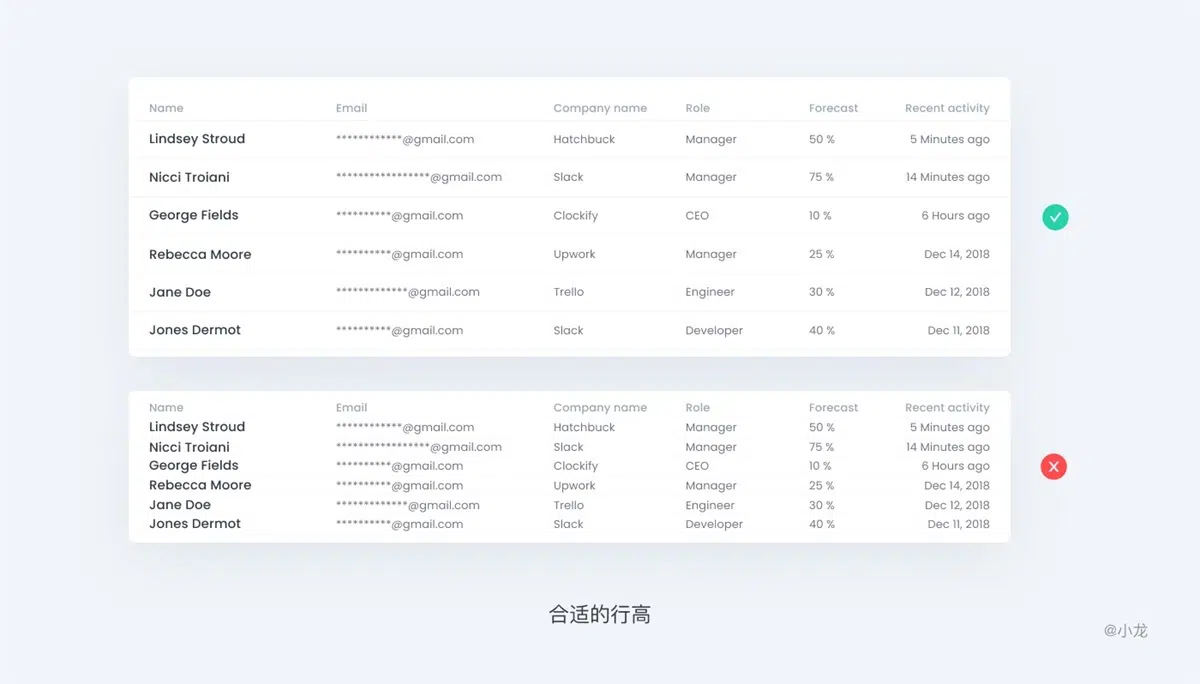 Name Email Company name Role Forecast Recent activity
Lindsey Stroud ************@gmail.com Hatchbuck Manager 50 % 5 Minutes ago
Nicci Troiani *****************@gmail.com Slack Manager 75 % 14 Minutes ago
George Fields **********@gmail.com Clockify CEO 10 % 6 Hours ago
Rebecca Moore **********@gmail.com Upwork Manager 25 % Dec 14, 2018
Jane Doe *************@gmail.com Trello Engineer 30 % Dec 12, 2018
Jones Dermot **********@gmail.com Slack Developer 40 % Dec 11, 2018
Name Email Company name Role Forecast Recent activity
Lindsey Stroud ************@gmail.com Hatchbuck Manager 50 % 5 Minutes ago
Nicci Troiani *****************@gmail.com Slack Manager 75 % 14 Minutes ago
George Fields **********@gmail.com Clockify CEO 10 % 6 Hours ago
Rebecca Moore **********@gmail.com Upwork Manager 25 % Dec 14, 2018
Jane Doe *************@gmail.com Trello Engineer 30 % Dec 12, 2018
Jones Dermot **********@gmail.com Slack Developer 40 % Dec 11, 2018
合适的行高
@小龙